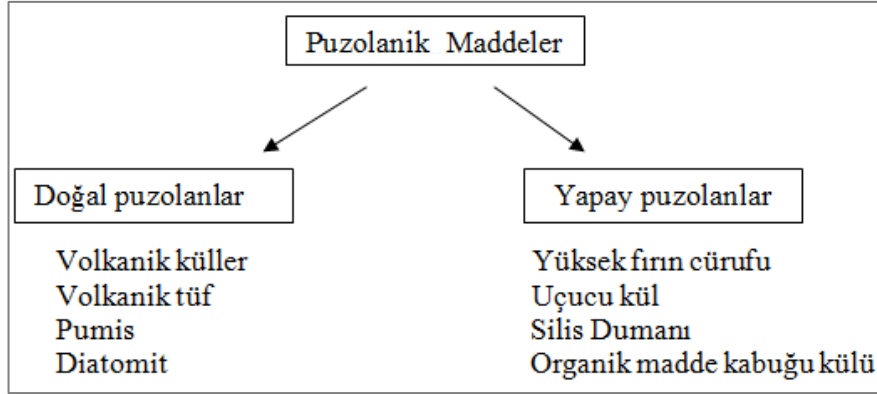 Puzolanik Maddeler
Doğal puzolanlar
Volkanik küller
Volkanik tüf
Pumis
Diatomit
Yapay puzolanlar
Yüksek fırın cürufu
Uçucu kül
Silis Dumanı
Organik madde kabuğu külü